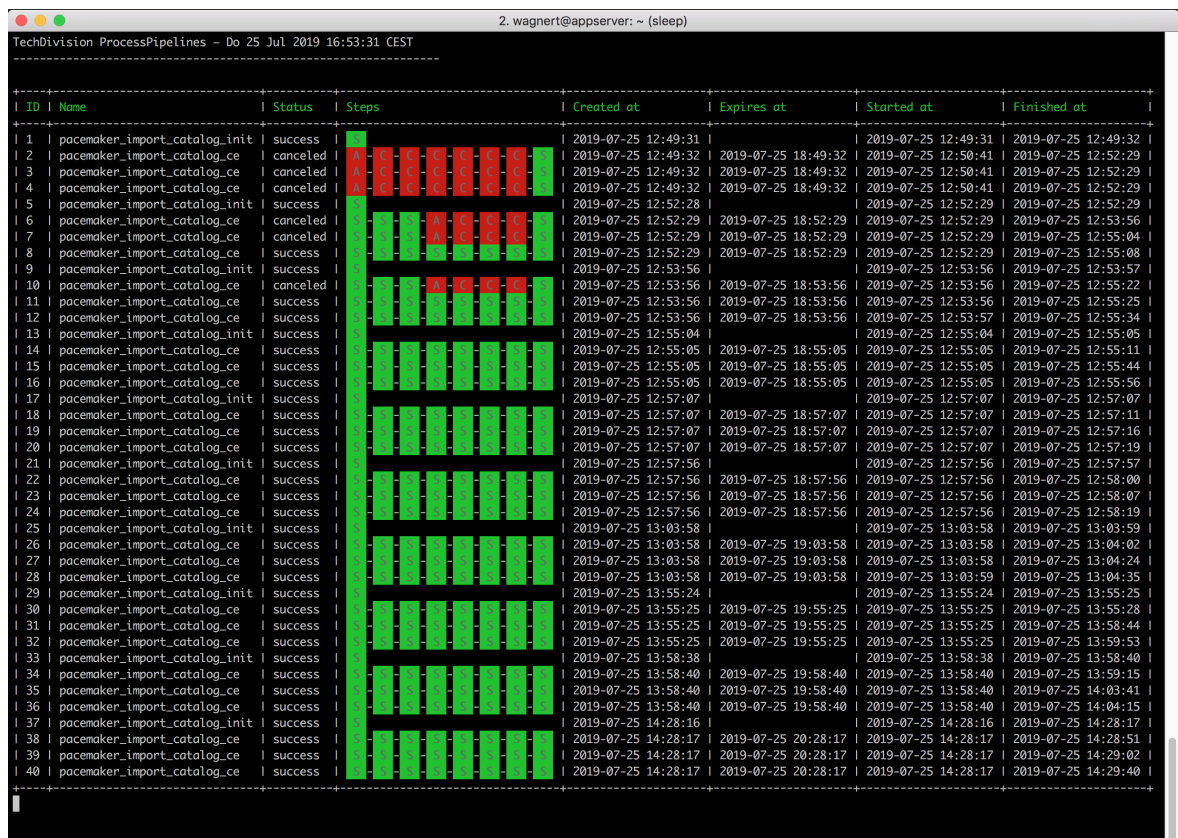 2. wagnert@appserver: ~ (sleep)
TechDivision ProcessPipelines – Do 25 Jul 2019 16:53:31 CEST
----------------------------------------------------------------
| ID | Name | Status | Steps | Created at | Expires at | Started at | Finished at |
| 1 | pacemaker_import_catalog_init | success | S | 2019-07-25 12:49:31 | | 2019-07-25 12:49:31 | 2019-07-25 12:49:32 |
| 2 | pacemaker_import_catalog_ce | canceled | A-C-C-C-C-C-C-S | 2019-07-25 12:49:32 | 2019-07-25 18:49:32 | 2019-07-25 12:50:41 | 2019-07-25 12:52:29 |
| 3 | pacemaker_import_catalog_ce | canceled | A-C-C-C-C-C-C-S | 2019-07-25 12:49:32 | 2019-07-25 18:49:32 | 2019-07-25 12:50:41 | 2019-07-25 12:52:29 |
| 4 | pacemaker_import_catalog_ce | canceled | A-C-C-C-C-C-C-S | 2019-07-25 12:49:32 | 2019-07-25 18:49:32 | 2019-07-25 12:50:41 | 2019-07-25 12:52:29 |
| 5 | pacemaker_import_catalog_init | success | S | 2019-07-25 12:52:28 | | 2019-07-25 12:52:29 | 2019-07-25 12:52:29 |
| 6 | pacemaker_import_catalog_ce | canceled | S-S-S-A-C-C-C-S | 2019-07-25 12:52:29 | 2019-07-25 18:52:29 | 2019-07-25 12:52:29 | 2019-07-25 12:53:56 |
| 7 | pacemaker_import_catalog_ce | canceled | S-S-S-A-C-C-C-S | 2019-07-25 12:52:29 | 2019-07-25 18:52:29 | 2019-07-25 12:52:29 | 2019-07-25 12:55:04 |
| 8 | pacemaker_import_catalog_ce | success | S-S-S-S-S-S-S-S | 2019-07-25 12:52:29 | 2019-07-25 18:52:29 | 2019-07-25 12:52:29 | 2019-07-25 12:55:08 |
| 9 | pacemaker_import_catalog_init | success | S | 2019-07-25 12:53:56 | | 2019-07-25 12:53:56 | 2019-07-25 12:53:57 |
| 10 | pacemaker_import_catalog_ce | canceled | S-S-S-A-C-C-C-S | 2019-07-25 12:53:56 | 2019-07-25 18:53:56 | 2019-07-25 12:53:56 | 2019-07-25 12:55:22 |
| 11 | pacemaker_import_catalog_ce | success | S-S-S-S-S-S-S-S | 2019-07-25 12:53:56 | 2019-07-25 18:53:56 | 2019-07-25 12:53:56 | 2019-07-25 12:55:25 |
| 12 | pacemaker_import_catalog_ce | success | S-S-S-S-S-S-S-S | 2019-07-25 12:53:56 | 2019-07-25 18:53:56 | 2019-07-25 12:53:57 | 2019-07-25 12:55:34 |
| 13 | pacemaker_import_catalog_init | success | S | 2019-07-25 12:55:04 | | 2019-07-25 12:55:04 | 2019-07-25 12:55:05 |
| 14 | pacemaker_import_catalog_ce | success | S-S-S-S-S-S-S-S | 2019-07-25 12:55:05 | 2019-07-25 18:55:05 | 2019-07-25 12:55:05 | 2019-07-25 12:55:11 |
| 15 | pacemaker_import_catalog_ce | success | S-S-S-S-S-S-S-S | 2019-07-25 12:55:05 | 2019-07-25 18:55:05 | 2019-07-25 12:55:05 | 2019-07-25 12:55:44 |
| 16 | pacemaker_import_catalog_ce | success | S-S-S-S-S-S-S-S | 2019-07-25 12:55:05 | 2019-07-25 18:55:05 | 2019-07-25 12:55:05 | 2019-07-25 12:55:56 |
| 17 | pacemaker_import_catalog_init | success | S | 2019-07-25 12:57:07 | | 2019-07-25 12:57:07 | 2019-07-25 12:57:07 |
| 18 | pacemaker_import_catalog_ce | success | S-S-S-S-S-S-S-S | 2019-07-25 12:57:07 | 2019-07-25 18:57:07 | 2019-07-25 12:57:07 | 2019-07-25 12:57:11 |
| 19 | pacemaker_import_catalog_ce | success | S-S-S-S-S-S-S-S | 2019-07-25 12:57:07 | 2019-07-25 18:57:07 | 2019-07-25 12:57:07 | 2019-07-25 12:57:16 |
| 20 | pacemaker_import_catalog_ce | success | S-S-S-S-S-S-S-S | 2019-07-25 12:57:07 | 2019-07-25 18:57:07 | 2019-07-25 12:57:07 | 2019-07-25 12:57:19 |
| 21 | pacemaker_import_catalog_init | success | S | 2019-07-25 12:57:56 | | 2019-07-25 12:57:56 | 2019-07-25 12:57:57 |
| 22 | pacemaker_import_catalog_ce | success | S-S-S-S-S-S-S-S | 2019-07-25 12:57:56 | 2019-07-25 18:57:56 | 2019-07-25 12:57:56 | 2019-07-25 12:58:00 |
| 23 | pacemaker_import_catalog_ce | success | S-S-S-S-S-S-S-S | 2019-07-25 12:57:56 | 2019-07-25 18:57:56 | 2019-07-25 12:57:56 | 2019-07-25 12:58:07 |
| 24 | pacemaker_import_catalog_ce | success | S-S-S-S-S-S-S-S | 2019-07-25 12:57:56 | 2019-07-25 18:57:56 | 2019-07-25 12:57:56 | 2019-07-25 12:58:19 |
| 25 | pacemaker_import_catalog_init | success | S | 2019-07-25 13:03:58 | | 2019-07-25 13:03:58 | 2019-07-25 13:03:59 |
| 26 | pacemaker_import_catalog_ce | success | S-S-S-S-S-S-S-S | 2019-07-25 13:03:58 | 2019-07-25 19:03:58 | 2019-07-25 13:03:58 | 2019-07-25 13:04:02 |
| 27 | pacemaker_import_catalog_ce | success | S-S-S-S-S-S-S-S | 2019-07-25 13:03:58 | 2019-07-25 19:03:58 | 2019-07-25 13:03:58 | 2019-07-25 13:04:24 |
| 28 | pacemaker_import_catalog_ce | success | S-S-S-S-S-S-S-S | 2019-07-25 13:03:58 | 2019-07-25 19:03:58 | 2019-07-25 13:03:59 | 2019-07-25 13:04:35 |
| 29 | pacemaker_import_catalog_init | success | S | 2019-07-25 13:55:24 | | 2019-07-25 13:55:24 | 2019-07-25 13:55:25 |
| 30 | pacemaker_import_catalog_ce | success | S-S-S-S-S-S-S-S | 2019-07-25 13:55:25 | 2019-07-25 19:55:25 | 2019-07-25 13:55:25 | 2019-07-25 13:55:28 |
| 31 | pacemaker_import_catalog_ce | success | S-S-S-S-S-S-S-S | 2019-07-25 13:55:25 | 2019-07-25 19:55:25 | 2019-07-25 13:55:25 | 2019-07-25 13:58:44 |
| 32 | pacemaker_import_catalog_ce | success | S-S-S-S-S-S-S-S | 2019-07-25 13:55:25 | 2019-07-25 19:55:25 | 2019-07-25 13:55:25 | 2019-07-25 13:59:53 |
| 33 | pacemaker_import_catalog_init | success | S | 2019-07-25 13:58:38 | | 2019-07-25 13:58:38 | 2019-07-25 13:58:40 |
| 34 | pacemaker_import_catalog_ce | success | S-S-S-S-S-S-S-S | 2019-07-25 13:58:40 | 2019-07-25 19:58:40 | 2019-07-25 13:58:40 | 2019-07-25 13:59:15 |
| 35 | pacemaker_import_catalog_ce | success | S-S-S-S-S-S-S-S | 2019-07-25 13:58:40 | 2019-07-25 19:58:40 | 2019-07-25 13:58:40 | 2019-07-25 14:03:41 |
| 36 | pacemaker_import_catalog_ce | success | S-S-S-S-S-S-S-S | 2019-07-25 13:58:40 | 2019-07-25 19:58:40 | 2019-07-25 13:58:40 | 2019-07-25 14:04:15 |
| 37 | pacemaker_import_catalog_init | success | S | 2019-07-25 14:28:16 | | 2019-07-25 14:28:16 | 2019-07-25 14:28:17 |
| 38 | pacemaker_import_catalog_ce | success | S-S-S-S-S-S-S-S | 2019-07-25 14:28:17 | 2019-07-25 20:28:17 | 2019-07-25 14:28:17 | 2019-07-25 14:28:51 |
| 39 | pacemaker_import_catalog_ce | success | S-S-S-S-S-S-S-S | 2019-07-25 14:28:17 | 2019-07-25 20:28:17 | 2019-07-25 14:28:17 | 2019-07-25 14:29:02 |
| 40 | pacemaker_import_catalog_ce | success | S-S-S-S-S-S-S-S | 2019-07-25 14:28:17 | 2019-07-25 20:28:17 | 2019-07-25 14:28:17 | 2019-07-25 14:29:40 |